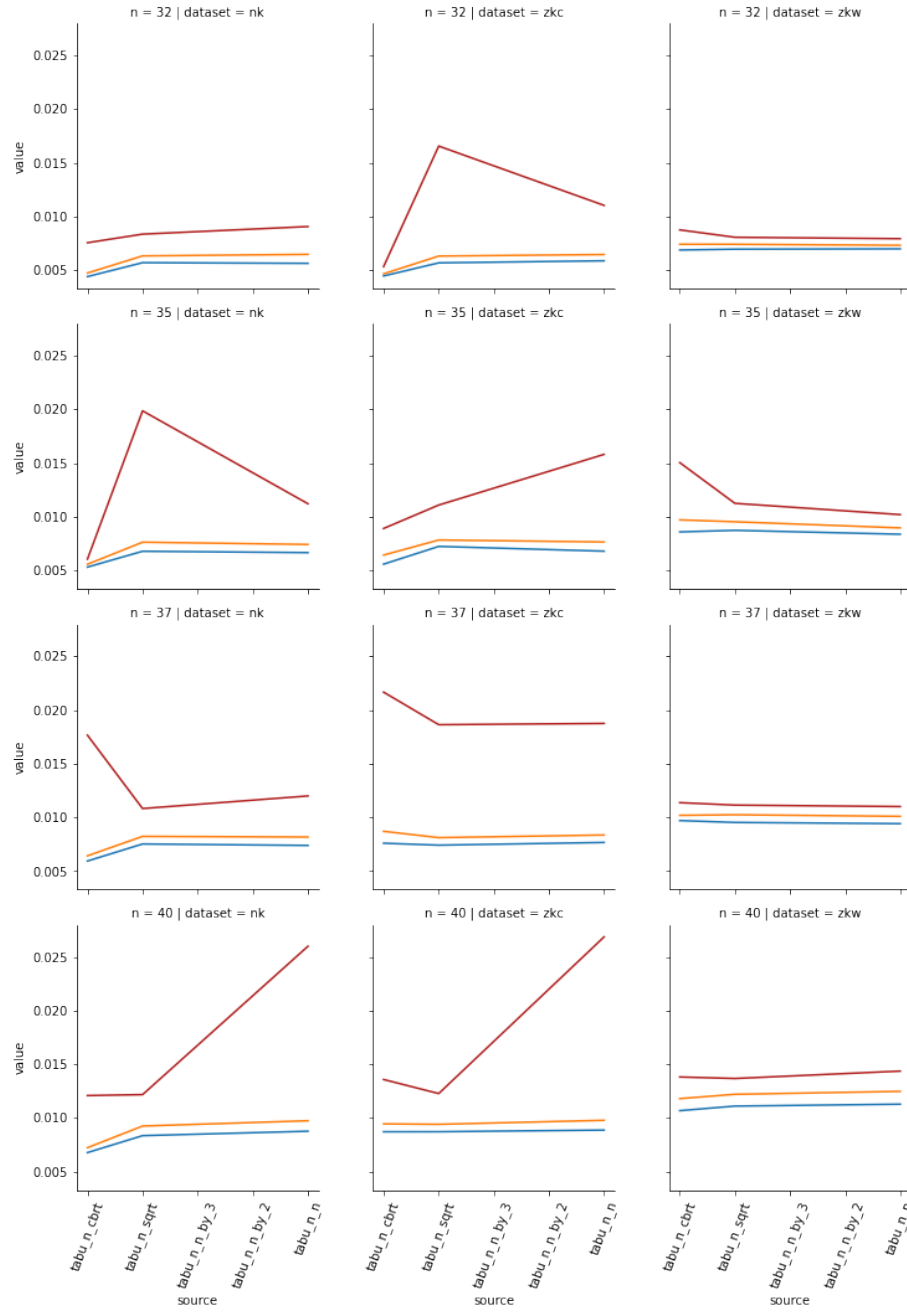 n = 32 | dataset = nk
n = 32 | dataset = zkc
n = 32 | dataset = zkw
0.025
0.020
value
0.015
0.010
0.005
n = 35 | dataset = nk
n = 35 | dataset = zkc
n = 35 | dataset = zkw
0.025
0.020
value
0.015
0.010
0.005
n = 37 | dataset = nk
n = 37 | dataset = zkc
n = 37 | dataset = zkw
0.025
0.020
value
0.015
0.010
0.005
n = 40 | dataset = nk
n = 40 | dataset = zkc
n = 40 | dataset = zkw
0.025
0.020
value
0.015
0.010
0.005
tabu_n_cbrt
tabu_n_sqrt
tabu_n_n_by_3
tabu_n_n_by_2
tabu_n_n
source
tabu_n_cbrt
tabu_n_sqrt
tabu_n_n_by_3
tabu_n_n_by_2
tabu_n_n
source
tabu_n_cbrt
tabu_n_sqrt
tabu_n_n_by_3
tabu_n_n_by_2
tabu_n_n
source